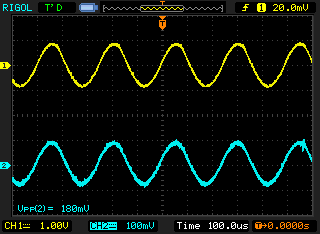 RIGOL T'D T f 1 20.0mV
T
1
2
Vpp(2)= 180mV
CH1 1.00V CH2 100mV Time 100.0us T→0.0000s